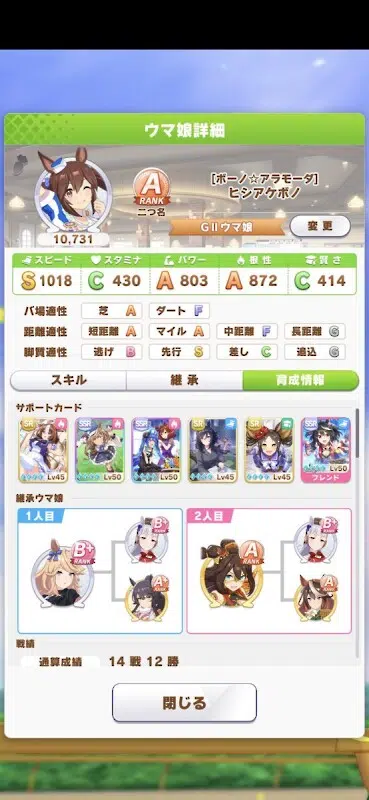 ウマ娘詳細
A
RANK
二つ名
[ボーノ☆アラモーダ]
ヒシアケボノ
10,731
GⅡウマ娘
変更
スピード スタミナ パワー 根性 賢さ
S 1018 C 430 A 803 A 872 C 414
バ場適性 芝 A ダート F
距離適性 短距離 A マイル A 中距離 F 長距離 G
脚質適性 逃げ B 先行 S 差し C 追込 G
スキル 継承 育成情報
サポートカード
SR SSR SSR SR SR SSR
Lv45 Lv50 Lv50 Lv45 Lv45 Lv50
フレンド
継承ウマ娘
1人目 2人目
B+ RANK B+ RANK A RANK B+ RANK
A RANK A RANK
戦績
通算成績 14 戦 12 勝
閉じる